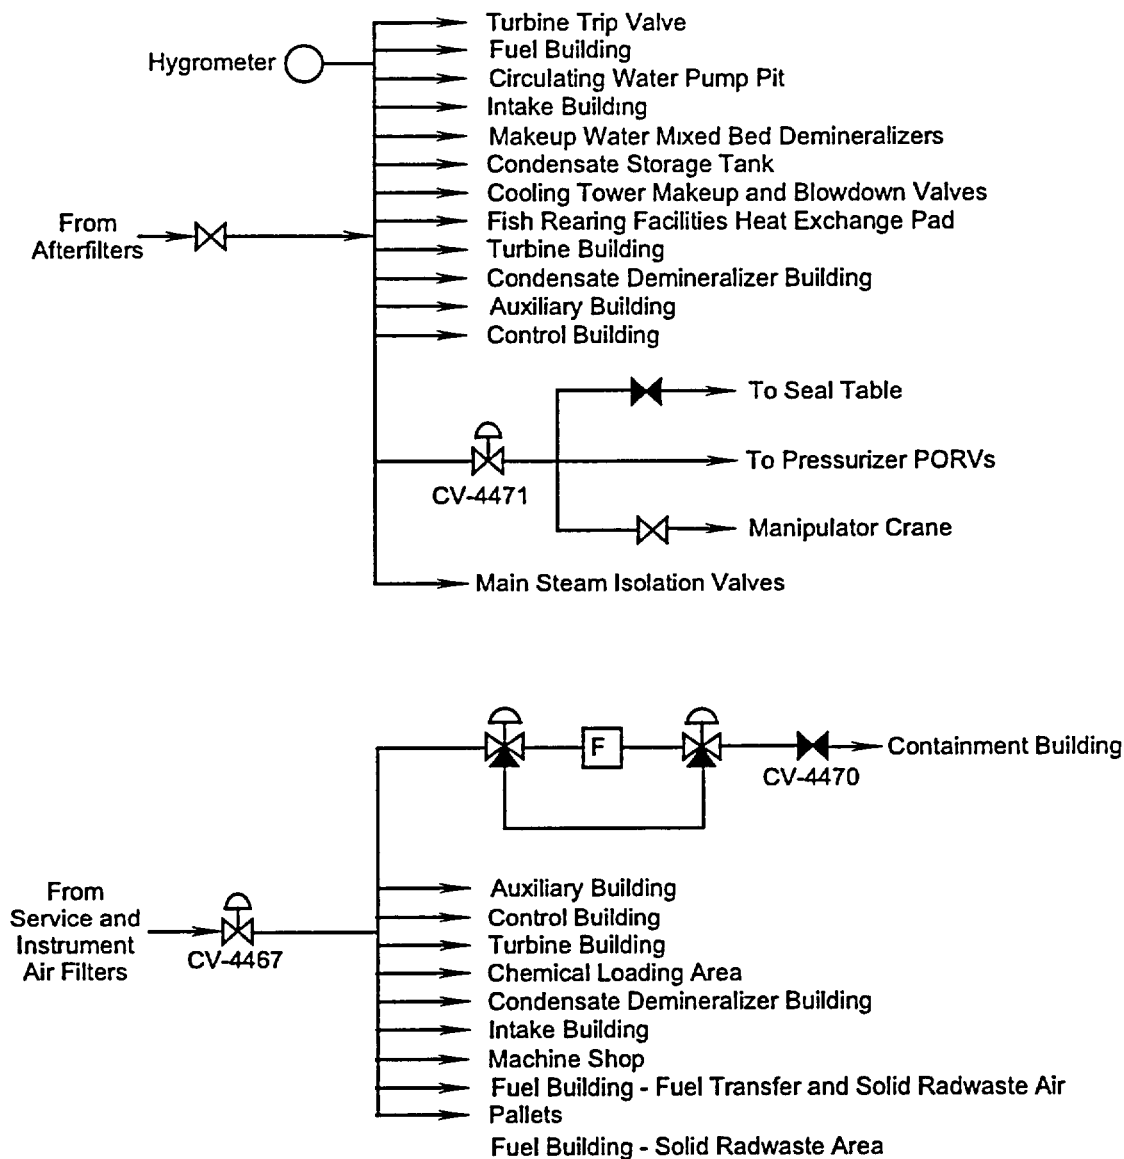 Turbine Trip Valve
Fuel Building
Hygrometer
Circulating Water Pump Pit
Intake Building
Makeup Water Mixed Bed Demineralizers
Condensate Storage Tank
Cooling Tower Makeup and Blowdown Valves
From
Afterfilters
Fish Rearing Facilities Heat Exchange Pad
Turbine Building
Condensate Demineralizer Building
Auxiliary Building
Control Building
To Seal Table
To Pressurizer PORVs
CV-4471
Manipulator Crane
Main Steam Isolation Valves
F
Containment Building
CV-4470
From
Service and
Instrument
Air Filters
CV-4467
Auxiliary Building
Control Building
Turbine Building
Chemical Loading Area
Condensate Demineralizer Building
Intake Building
Machine Shop
Fuel Building - Fuel Transfer and Solid Radwaste Air
Pallets
Fuel Building - Solid Radwaste Area